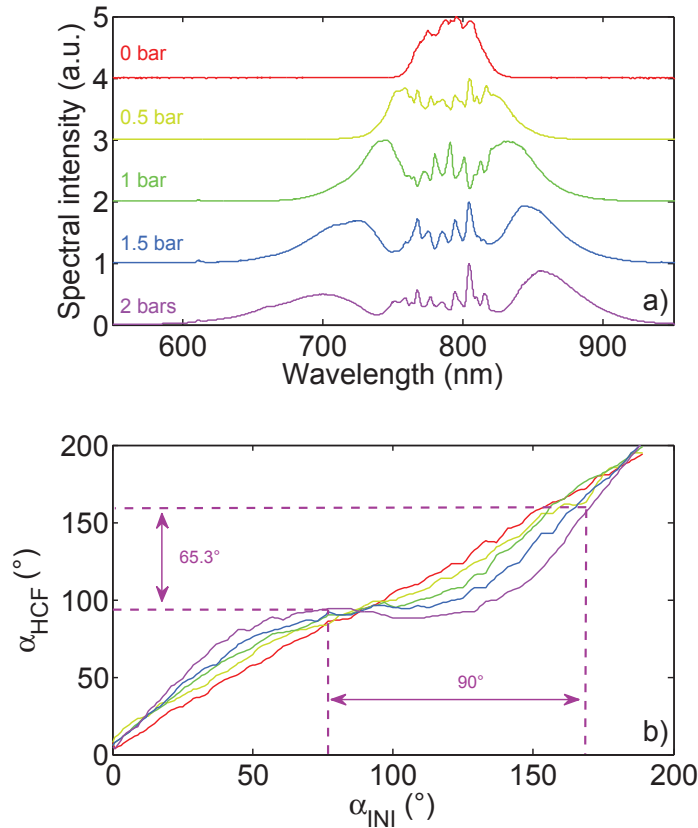 5
4
3
2
1
0
Spectral intensity (a.u.)
0 bar
0.5 bar
1 bar
1.5 bar
2 bars
a)
600 700 800 900
Wavelength (nm)
200
150
100
50
0
αHCF (°)
65.3°
90°
b)
0 50 100 150 200
αINI (°)